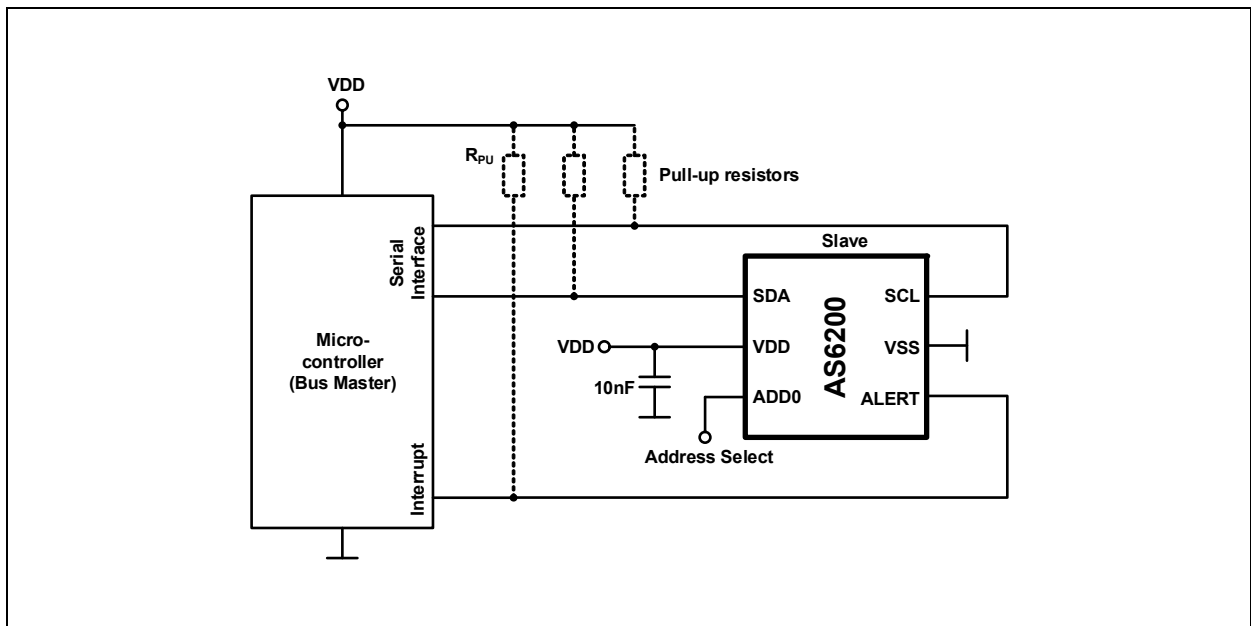 VDD
RPU
Pull-up resistors
Serial
Interface
Slave
SDA
SCL
Micro-
controller
(Bus Master)
VDD
VDD
VSS
AS6200
10nF
ADD0
ALERT
Address Select
Interrupt